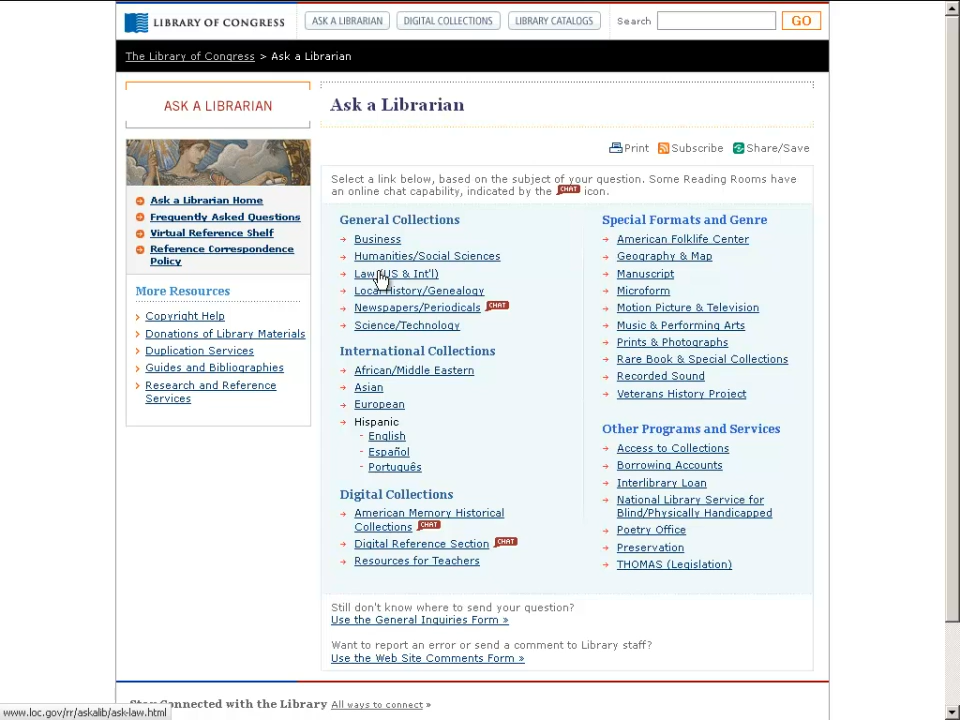 LIBRARY OF CONGRESS ASK A LIBRARIAN DIGITAL COLLECTIONS LIBRARY CATALOGS Search GO
The Library of Congress > Ask a Librarian
ASK A LIBRARIAN
Ask a Librarian Home
Frequently Asked Questions
Virtual Reference Shelf
Reference Correspondence
Policy
More Resources
Copyright Help
Donations of Library Materials
Duplication Services
Guides and Bibliographies
Research and Reference
Services
Ask a Librarian
Print Subscribe Share/Save
Select a link below, based on the subject of your question. Some Reading Rooms have
an online chat capability, indicated by the CHAT icon.
General Collections
Business
Humanities/Social Sciences
Law (US & Int'l)
Local History/Genealogy
Newspapers/Periodicals CHAT
Science/Technology
International Collections
African/Middle Eastern
Asian
European
Hispanic
- English
- Español
- Português
Digital Collections
American Memory Historical
Collections CHAT
Digital Reference Section CHAT
Resources for Teachers
Special Formats and Genre
American Folklife Center
Geography & Map
Manuscript
Microform
Motion Picture & Television
Music & Performing Arts
Prints & Photographs
Rare Book & Special Collections
Recorded Sound
Veterans History Project
Other Programs and Services
Access to Collections
Borrowing Accounts
Interlibrary Loan
National Library Service for
Blind/Physically Handicapped
Poetry Office
Preservation
THOMAS (Legislation)
Still don't know where to send your question?
Use the General Inquiries Form »
Want to report an error or send a comment to Library staff?
Use the Web Site Comments Form »
Stay Connected with the Library All ways to connect »
www.loc.gov/rr/askalib/ask-law.html